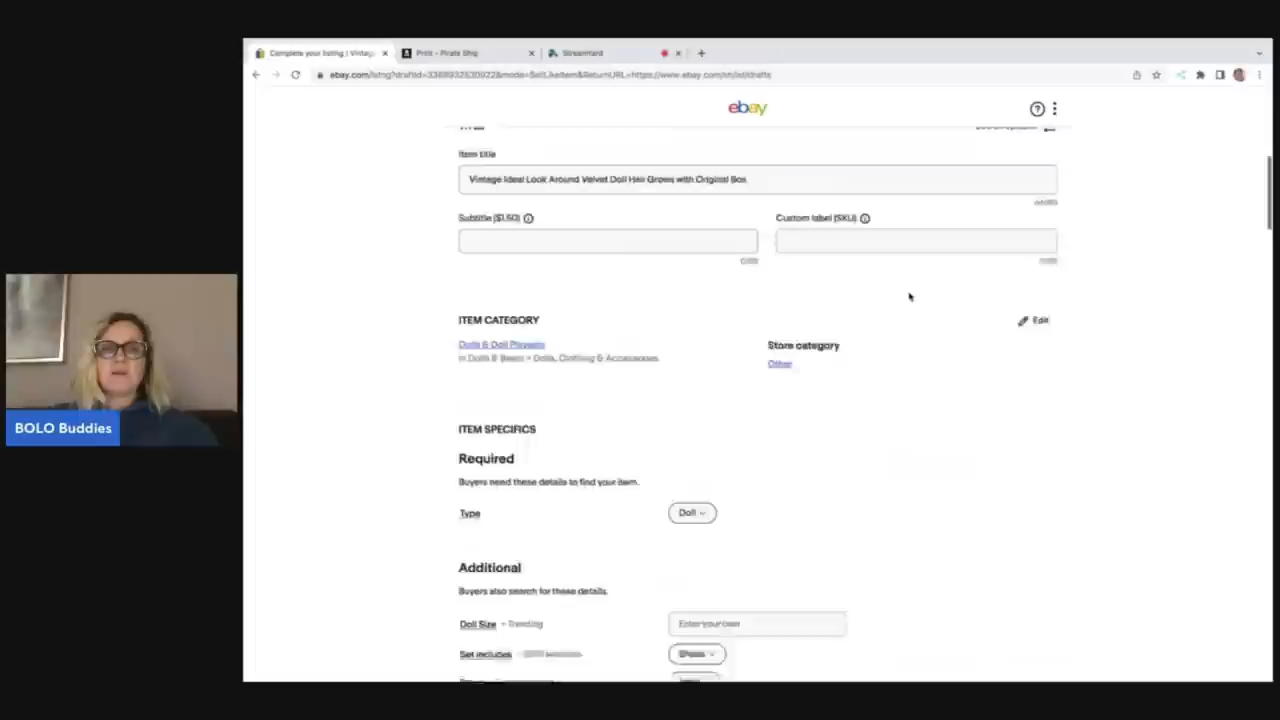 Complete your listing | Vintag
Print - Pirate Ship
StreamYard
ebay
Item title
Vintage Ideal Look Around Velvet Doll Hair Grows with Original Box
Subtitle ($1.50)
Custom label (SKU)
ITEM CATEGORY
Edit
Dolls & Doll Playsets
in Dolls & Bears > Dolls, Clothing & Accessories
Store category
Other
ITEM SPECIFICS
Required
Buyers need these details to find your item.
Type
Doll
Additional
Buyers also search for these details.
Doll Size
Trending
Enter your own
Set includes
Shoes
BOLO Buddies